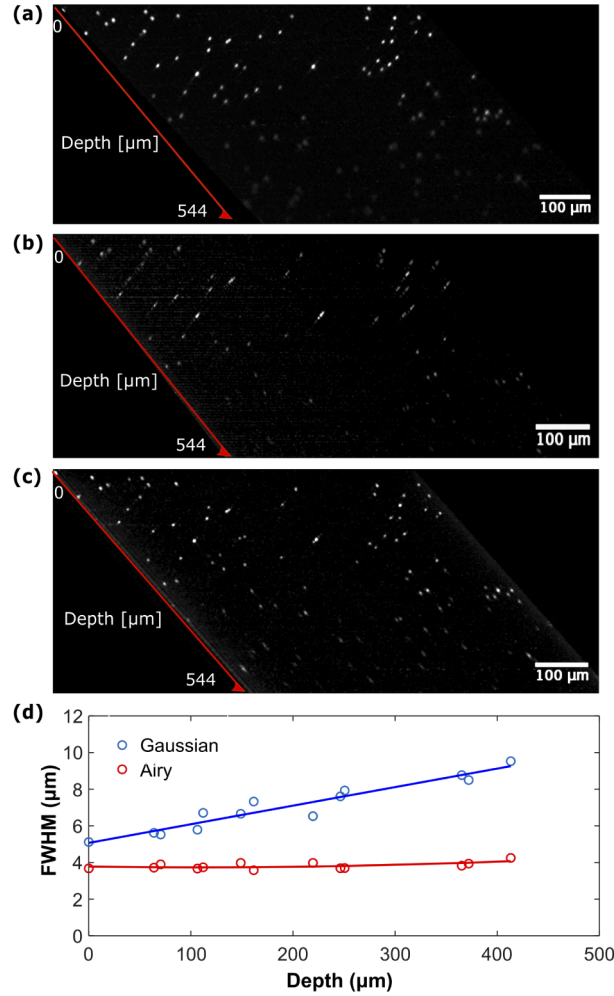 (a)
0
Depth [µm]
544
100 µm
(b)
0
Depth [µm]
544
100 µm
(c)
0
Depth [µm]
544
100 µm
(d)
12
10
8
6
4
2
0
FWHM (µm)
Gaussian
Airy
0
100
200
300
400
500
Depth (µm)